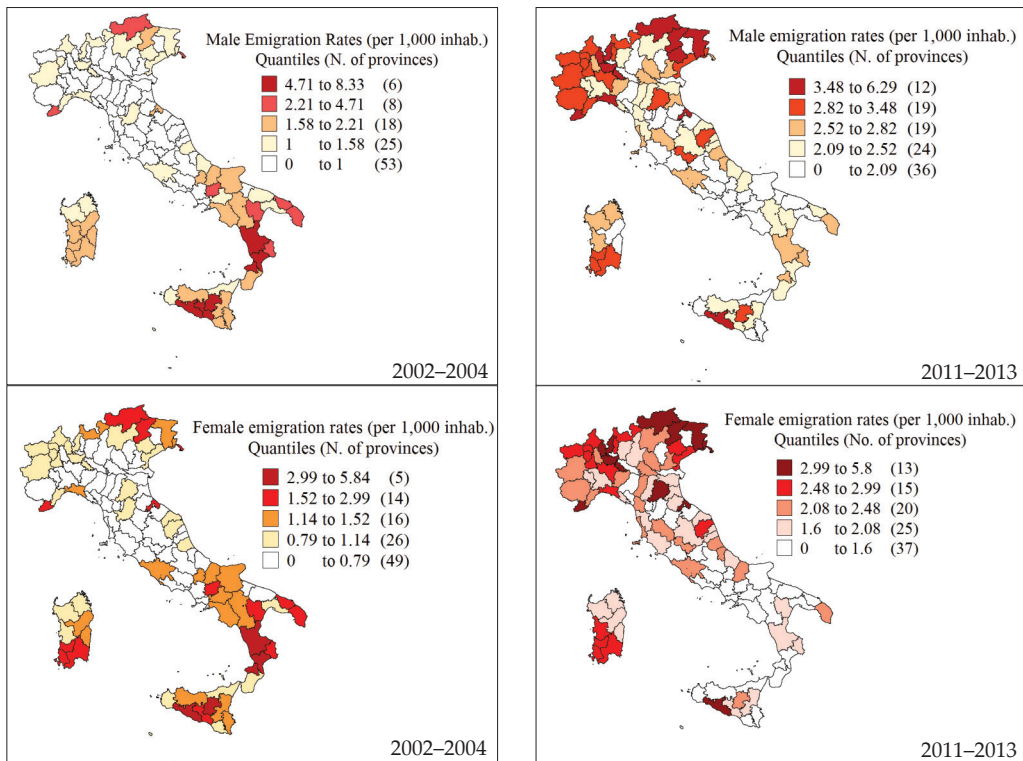 Male Emigration Rates (per 1,000 inhab.)
Quantiles (N. of provinces)
4.71 to 8.33 (6)
2.21 to 4.71 (8)
1.58 to 2.21 (18)
1 to 1.58 (25)
0 to 1 (53)
2002–2004
Male emigration rates (per 1,000 inhab.)
Quantiles (N. of provinces)
3.48 to 6.29 (12)
2.82 to 3.48 (19)
2.52 to 2.82 (19)
2.09 to 2.52 (24)
0 to 2.09 (36)
2011–2013
Female emigration rates (per 1,000 inhab.)
Quantiles (N. of provinces)
2.99 to 5.84 (5)
1.52 to 2.99 (14)
1.14 to 1.52 (16)
0.79 to 1.14 (26)
0 to 0.79 (49)
2002–2004
Female emigration rates (per 1,000 inhab.)
Quantiles (No. of provinces)
2.99 to 5.8 (13)
2.48 to 2.99 (15)
2.08 to 2.48 (20)
1.6 to 2.08 (25)
0 to 1.6 (37)
2011–2013